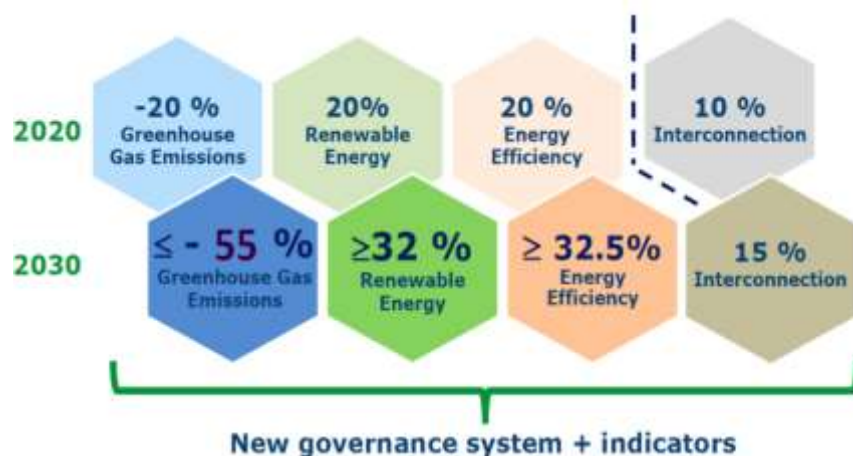 2020
-20 %
Greenhouse
Gas Emissions
20%
Renewable
Energy
20 %
Energy
Efficiency
10 %
Interconnection
2030
≤ - 55 %
Greenhouse Gas
Emissions
≥32 %
Renewable
Energy
≥ 32.5%
Energy
Efficiency
15 %
Interconnection
New governance system + indicators